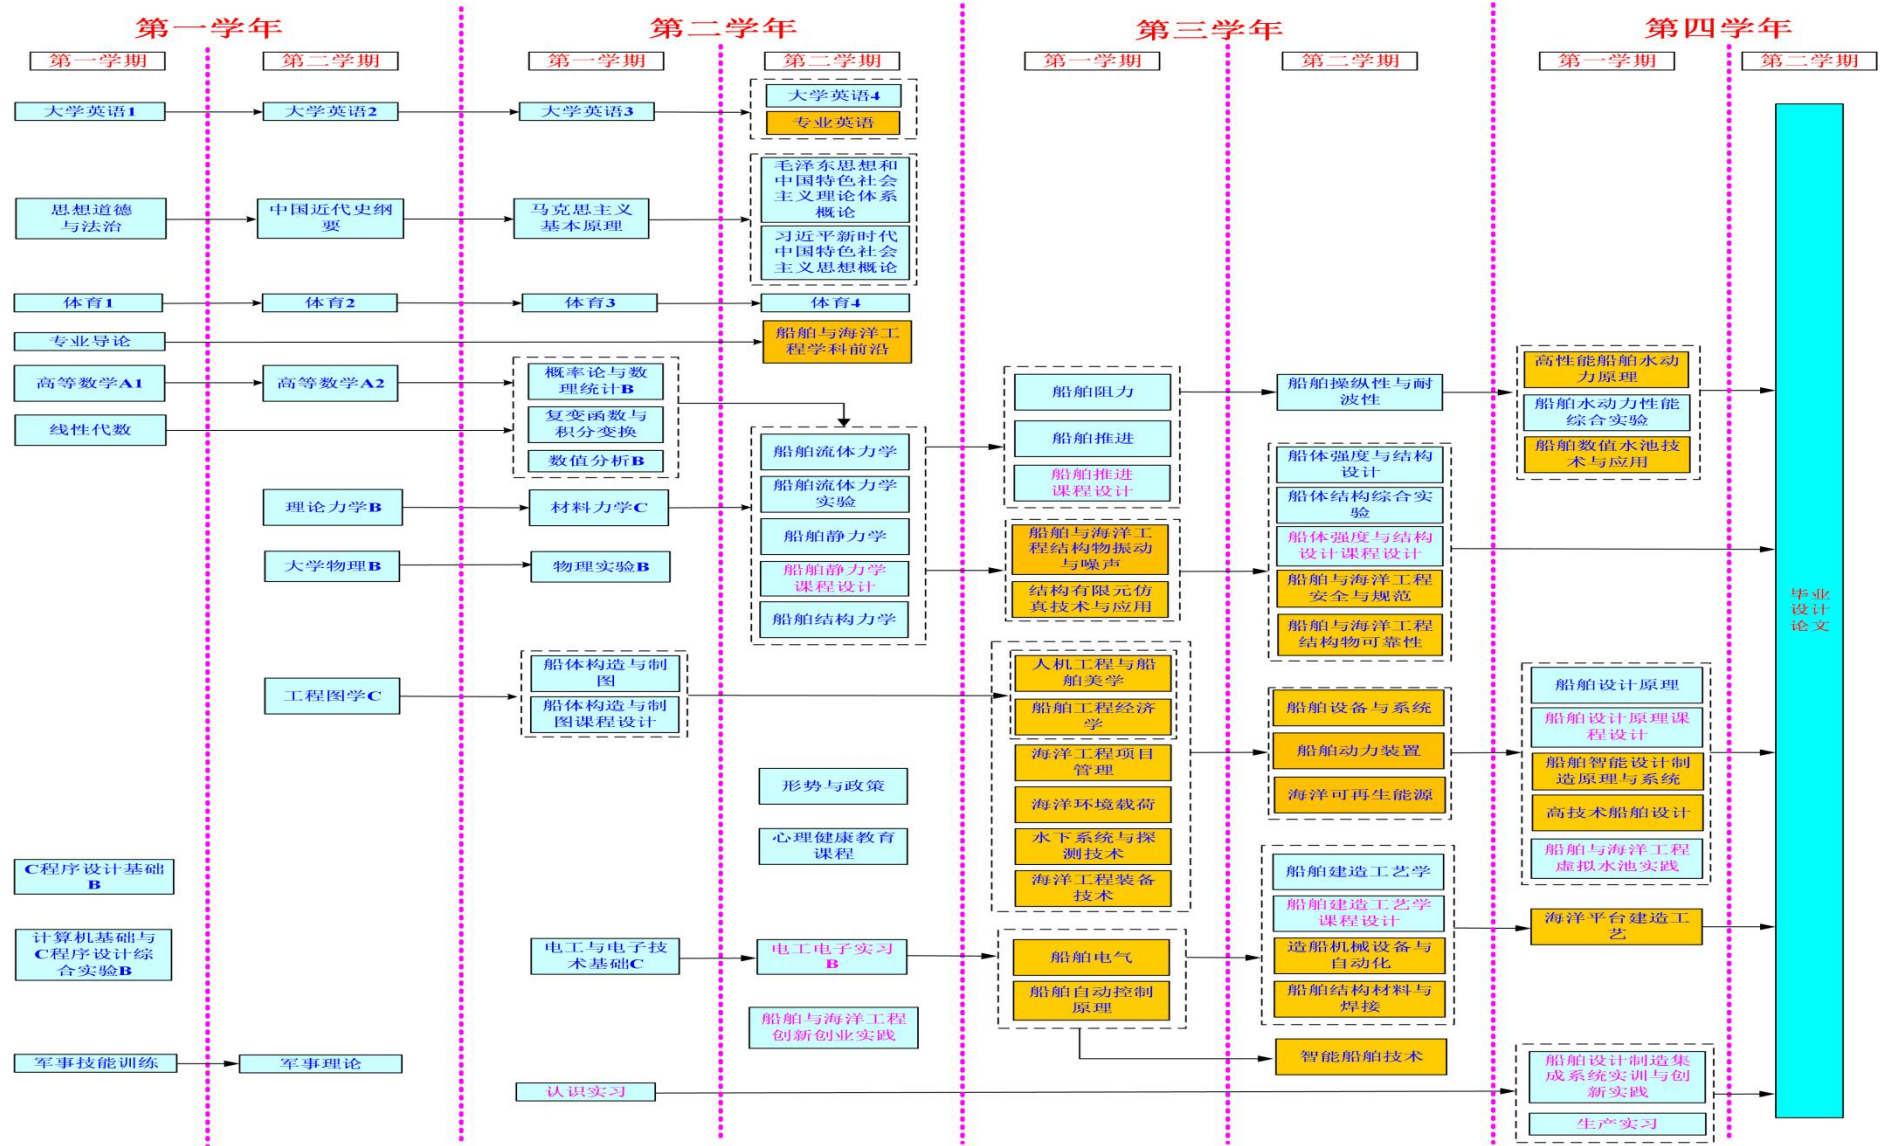 第一学年
第二学年
第三学年
第四学年
第一学期
第二学期
第一学期
第二学期
第一学期
第二学期
第一学期
第二学期
大学英语1
大学英语2
大学英语3
大学英语4
专业英语
思想道德
与法治
中国近代史纲
要
马克思主义
基本原理
毛泽东思想和
中国特色社会
主义理论体系
概论
习近平新时代
中国特色社会
主义思想概论
体育1
体育2
体育3
体育4
专业导论
船舶与海洋工
程学科前沿
高等数学A1
高等数学A2
线性代数
概率论与数
理统计B
复变函数与
积分变换
数值分析B
理论力学B
材料力学C
大学物理B
物理实验B
船舶流体力学
船舶流体力学
实验
船舶静力学
船舶静力学
课程设计
船舶结构力学
船舶阻力
船舶推进
船舶推进
课程设计
船舶操纵性与耐
波性
高性能船舶水动
力原理
船舶水动力性能
综合实验
船舶数值水池技
术与应用
船舶与海洋工
程结构物振动
与噪声
结构有限元仿
真技术与应用
船体强度与结构
设计
船体结构综合实
验
船体强度与结构
设计课程设计
船舶与海洋工程
安全与规范
船舶与海洋工程
结构物可靠性
工程图学C
船体构造与制
图
船体构造与制
图课程设计
人机工程与船
舶美学
船舶工程经济
学
海洋工程项目
管理
海洋环境载荷
水下系统与探
测技术
海洋工程装备
技术
船舶设备与系统
船舶动力装置
海洋可再生能源
船舶设计原理
船舶设计原理课
程设计
船舶智能设计制
造原理与系统
高技术船舶设计
船舶与海洋工程
虚拟水池实践
形势与政策
心理健康教育
课程
C程序设计基础
B
计算机基础与
C程序设计综
合实验B
电工与电子技
术基础C
电工电子实习
B
船舶电气
船舶自动控制
原理
船舶建造工艺学
船舶建造工艺学
课程设计
造船机械设备与
自动化
船舶结构材料与
焊接
海洋平台建造工
艺
船舶与海洋工程
创新创业实践
智能船舶技术
军事技能训练
军事理论
认识实习
船舶设计制造集
成系统实训与创
新实践
生产实习
毕业
设计
论文